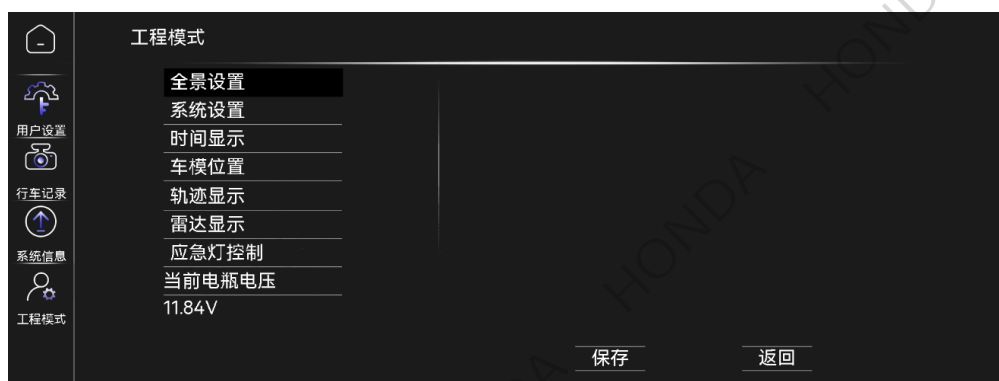 工程模式
全景设置
系统设置
时间显示
车模位置
轨迹显示
雷达显示
应急灯控制
当前电瓶电压
11.84V
用户设置
行车记录
系统信息
工程模式
保存
返回
HONDA
HONDA